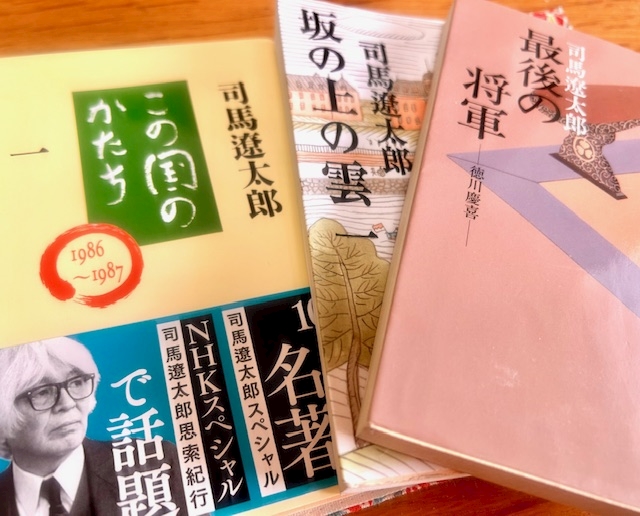 司馬遼太郎
この国の
かたち
一
1986
〜1987
名著
司馬遼太郎スペシャル
NHKスペシャル
司馬遼太郎思索紀行
で話題
司馬遼太郎
坂の上の雲
一
司馬遼太郎
最後の
将軍
―徳川慶喜―